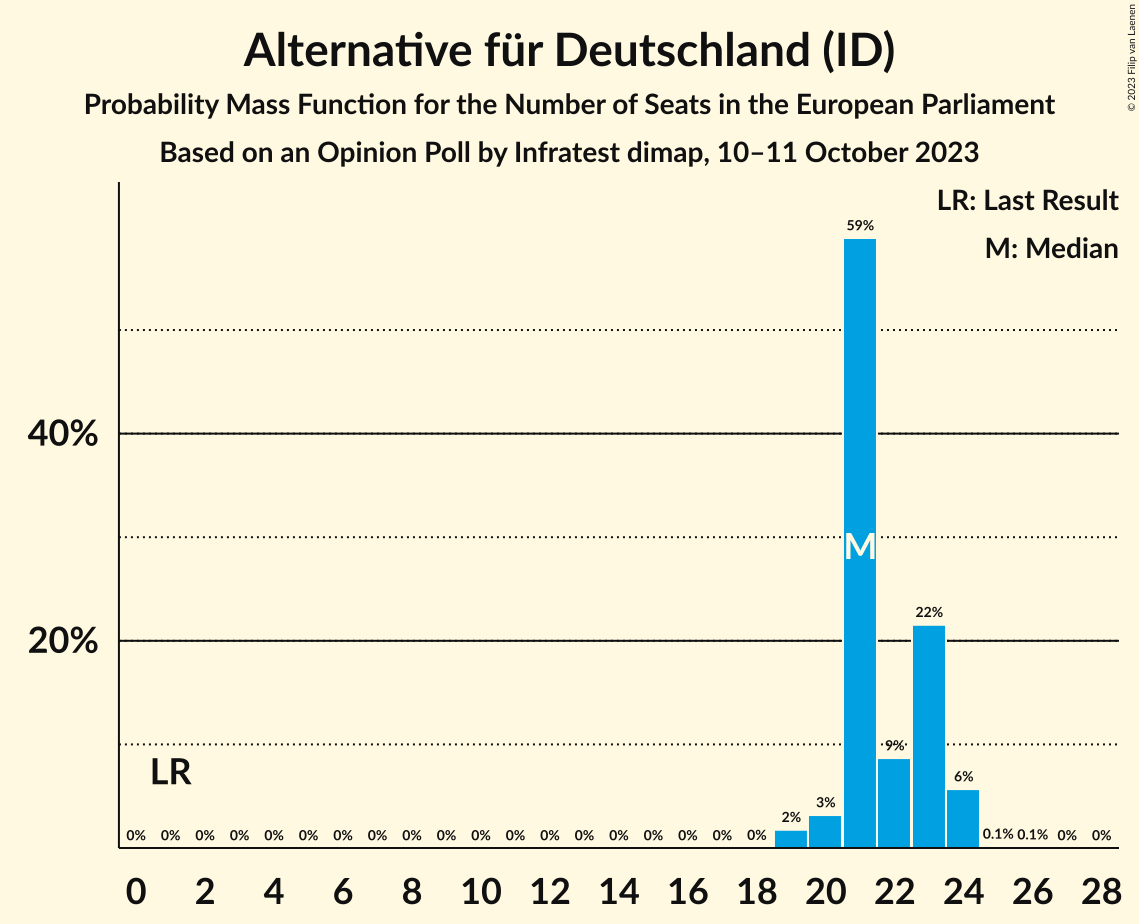 Alternative für Deutschland (ID)
Probability Mass Function for the Number of Seats in the European Parliament
Based on an Opinion Poll by Infratest dimap, 10–11 October 2023
© 2023 Filip van Laenen
LR: Last Result
M: Median
59%
40%
M
22%
20%
9%
LR
6%
3%
2%
0% 0% 0% 0% 0% 0% 0% 0% 0% 0% 0% 0% 0% 0% 0% 0% 0% 0% 0% 0.1% 0.1% 0% 0%
0 2 4 6 8 10 12 14 16 18 20 22 24 26 28